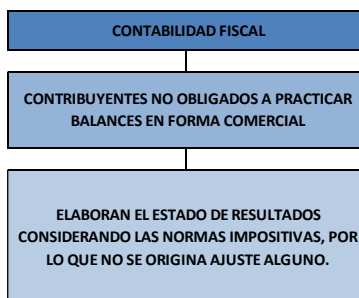 CONTABILIDAD FISCAL
CONTRIBUYENTES NO OBLIGADOS A PRACTICAR
BALANCES EN FORMA COMERCIAL
ELABORAN EL ESTADO DE RESULTADOS
CONSIDERANDO LAS NORMAS IMPOSITIVAS, POR
LO QUE NO SE ORIGINA AJUSTE ALGUNO.